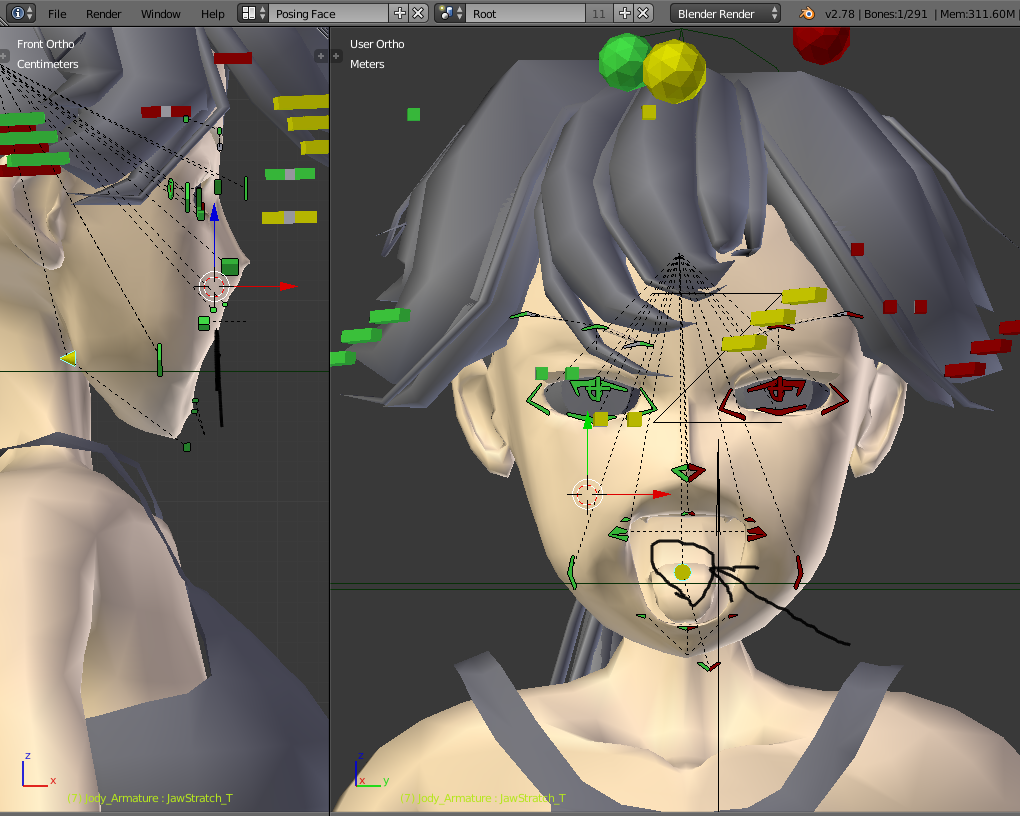 File Render Window Help Posing Face Root 11 Blender Render v2.78 | Bones:1/291 | Mem:311.60M
Front Ortho
Centimeters
User Ortho
Meters
z
x
(7) Jody_Armature : JawStratch_T
z
x y
(7) Jody_Armature : JawStratch_T